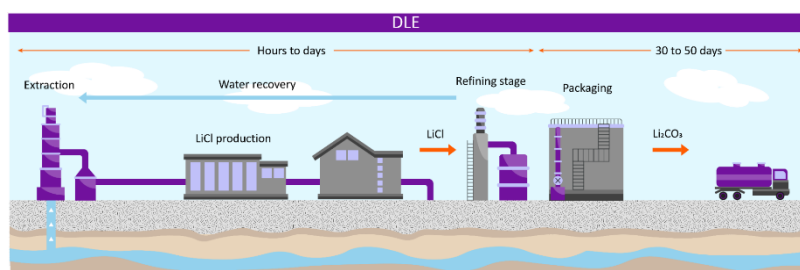 DLE
Hours to days
30 to 50 days
Extraction
Water recovery
Refining stage
Packaging
LiCl production
LiCl
Li₂CO₃